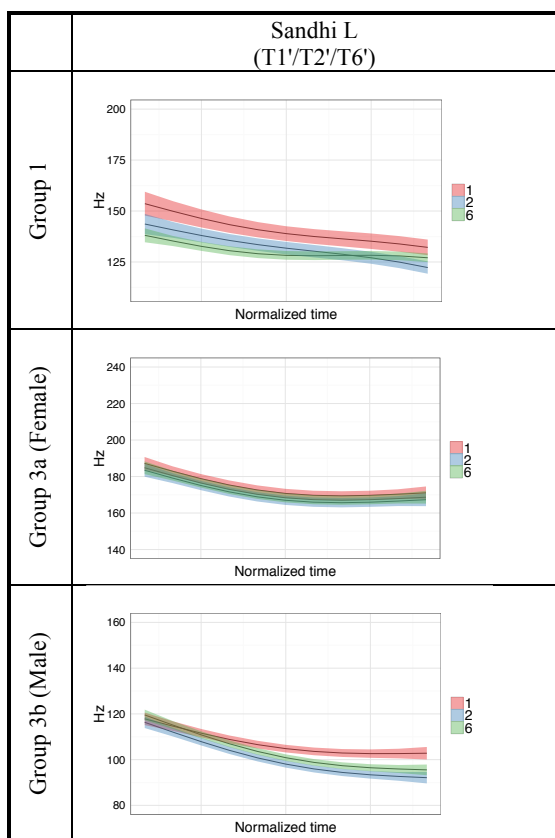 Sandhi L
(T1'/T2'/T6')
Group 1
200
175
150
125
Hz
Normalized time
1
2
6
Group 3a (Female)
240
220
200
180
160
140
Hz
Normalized time
1
2
6
Group 3b (Male)
160
140
120
100
80
Hz
Normalized time
1
2
6